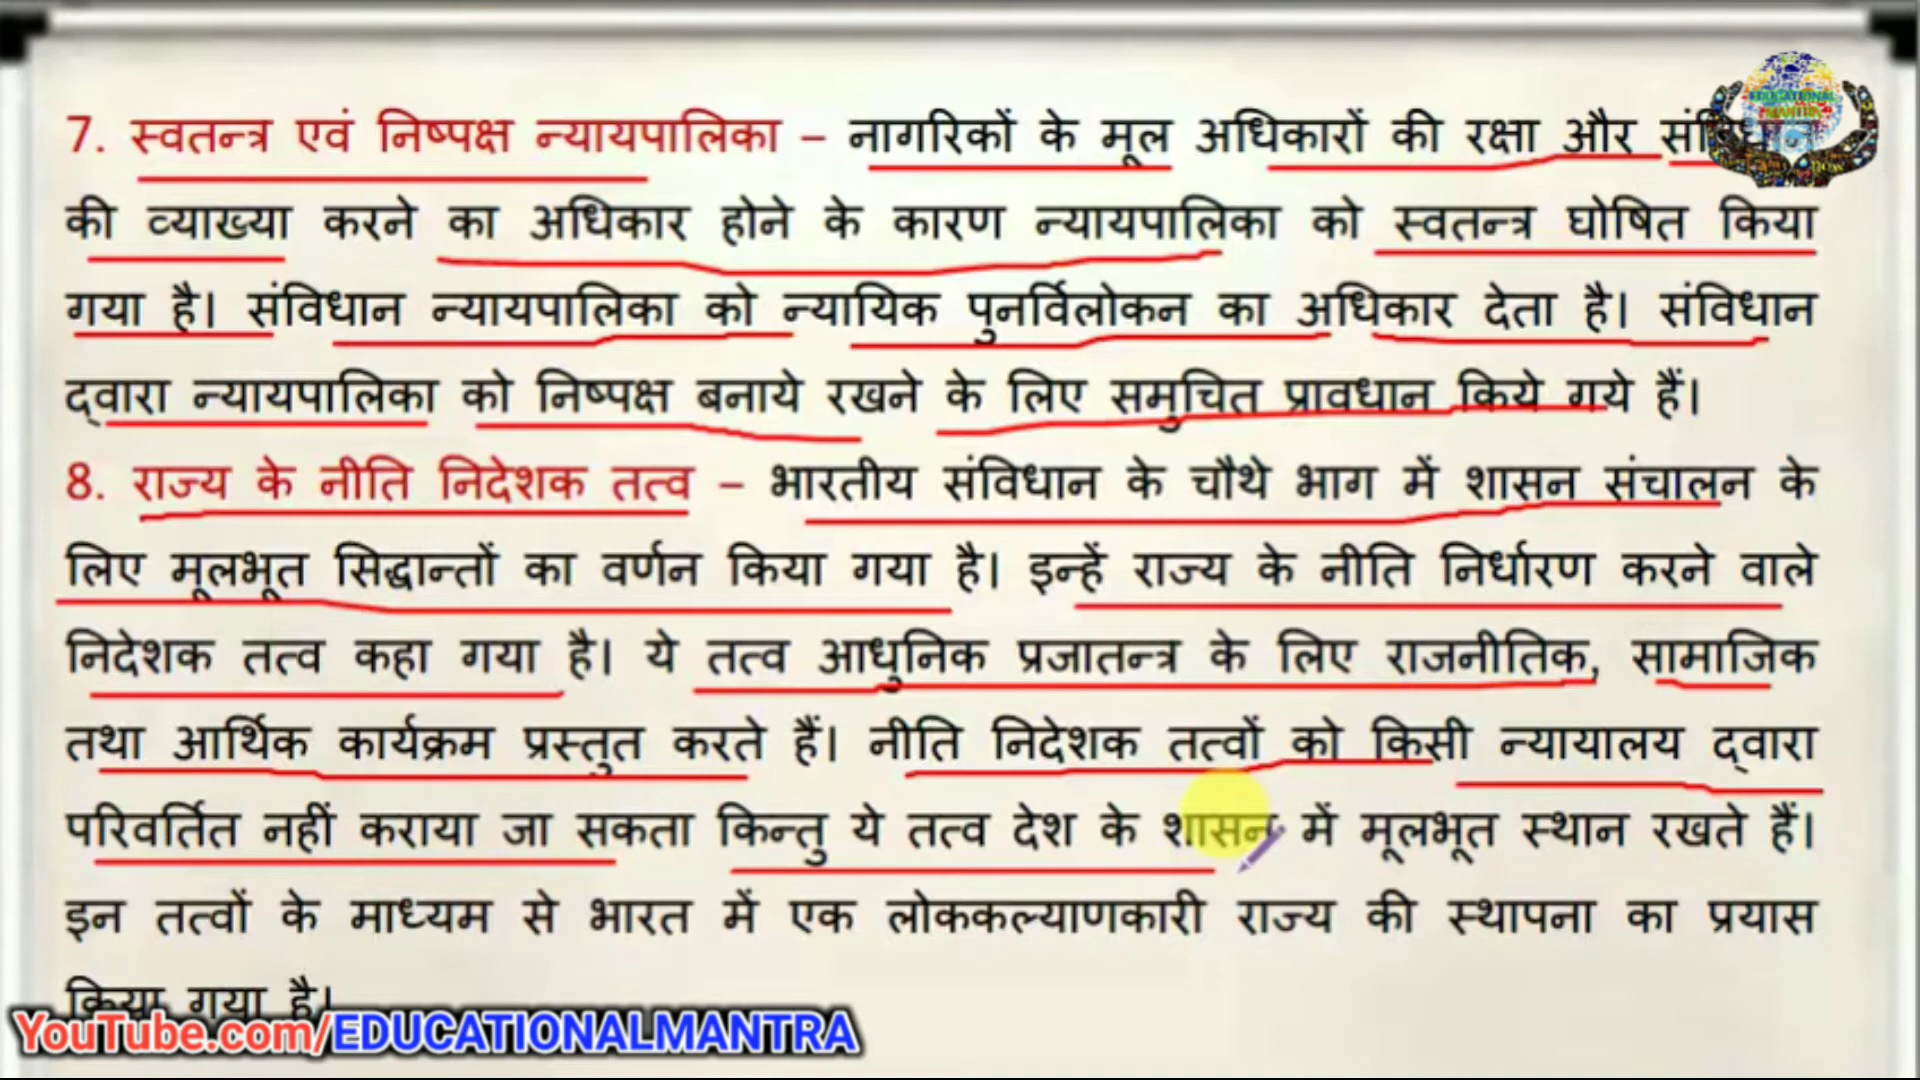 7. स्वतन्त्र एवं निष्पक्ष न्यायपालिका – नागरिकों के मूल अधिकारों की रक्षा और
की व्याख्या करने का अधिकार होने के कारण न्यायपालिका को स्वतन्त्र घोषित किया
गया है। संविधान न्यायपालिका को न्यायिक पुनर्विलोकन का अधिकार देता है। संविधान
द्वारा न्यायपालिका को निष्पक्ष बनाये रखने के लिए समुचित प्रावधान किये गये हैं।
8. राज्य के नीति निदेशक तत्व – भारतीय संविधान के चौथे भाग में शासन संचालन के
लिए मूलभूत सिद्धान्तों का वर्णन किया गया है। इन्हें राज्य के नीति निर्धारण करने वाले
निदेशक तत्व कहा गया है। ये तत्व आधुनिक प्रजातन्त्र के लिए राजनीतिक, सामाजिक
तथा आर्थिक कार्यक्रम प्रस्तुत करते हैं। नीति निदेशक तत्वों को किसी न्यायालय द्वारा
परिवर्तित नहीं कराया जा सकता किन्तु ये तत्व देश के शासन में मूलभूत स्थान रखते हैं।
इन तत्वों के माध्यम से भारत में एक लोककल्याणकारी राज्य की स्थापना का प्रयास
किया गया है।
YouTube.com/EDUCATIONALMANTRA
EDUCATIONAL
MANTRA